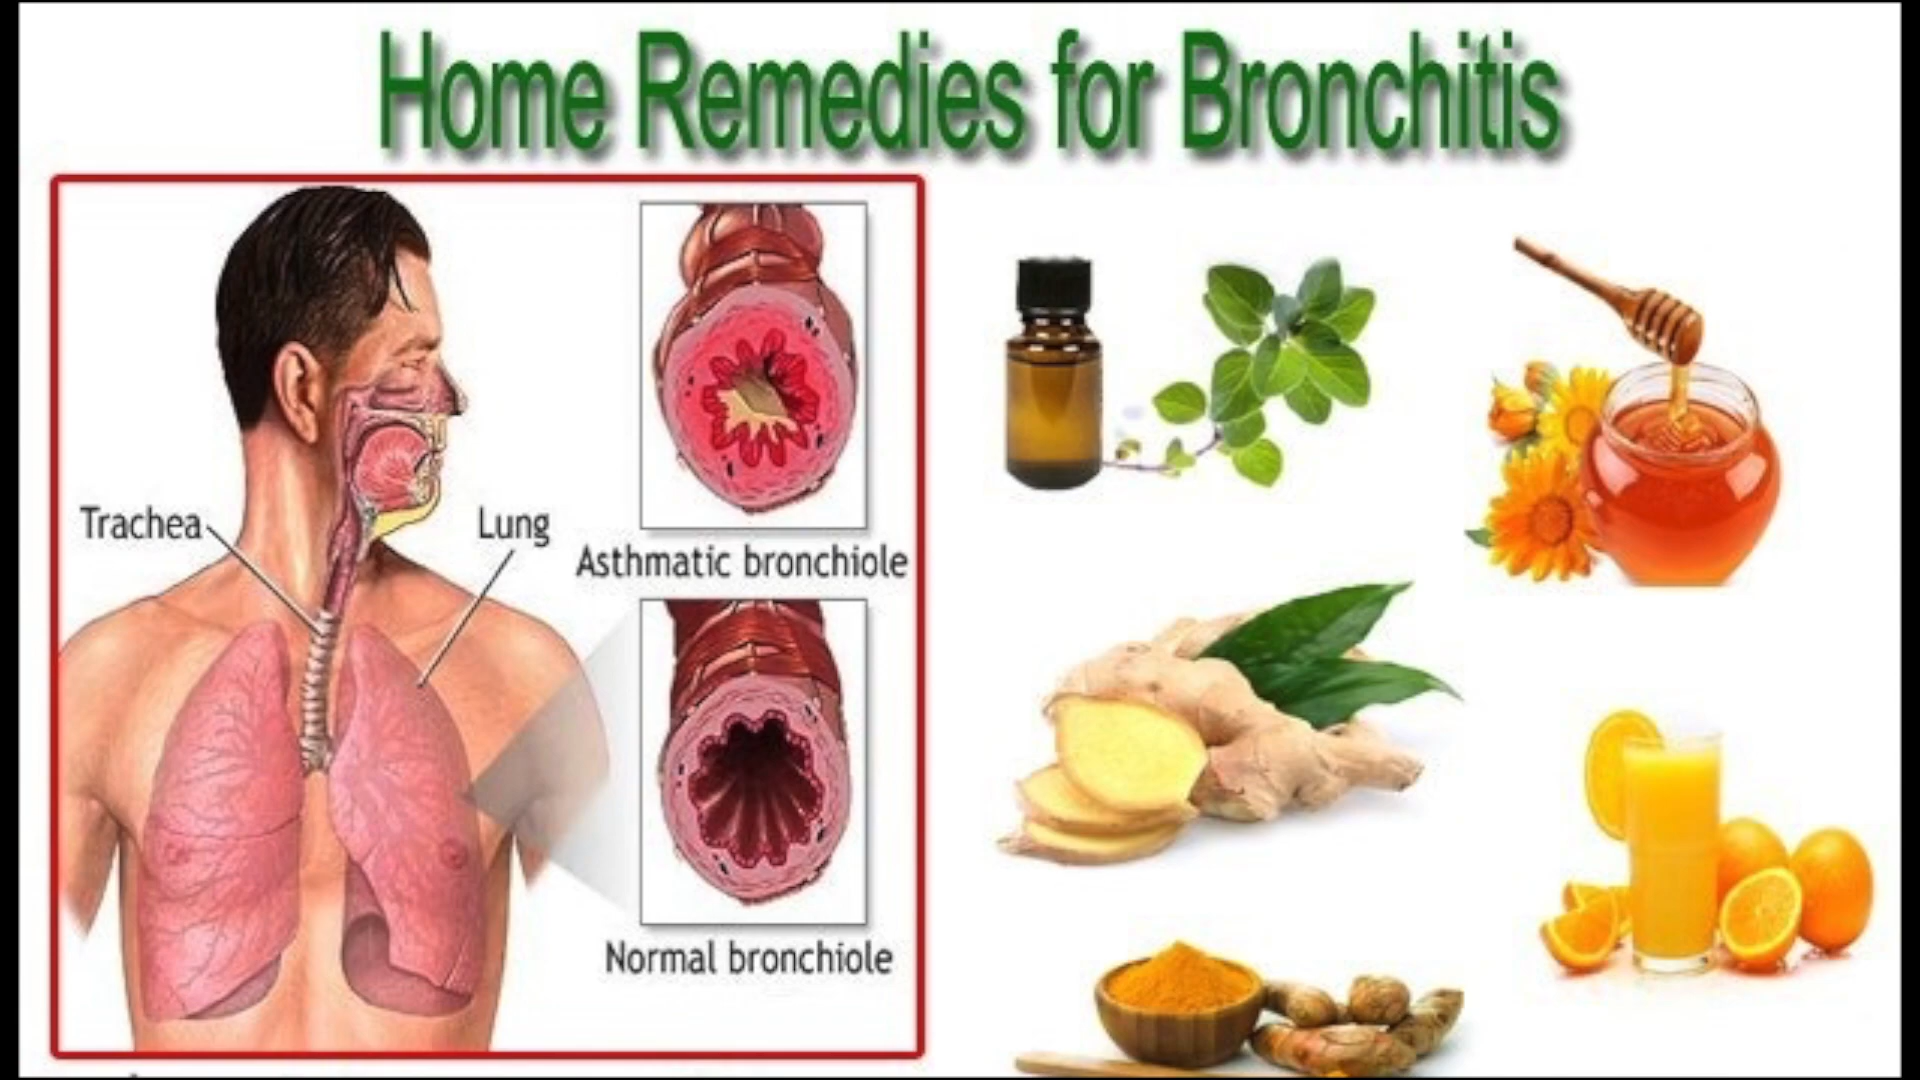 Home Remedies for Bronchitis
Trachea
Lung
Asthmatic bronchiole
Normal bronchiole